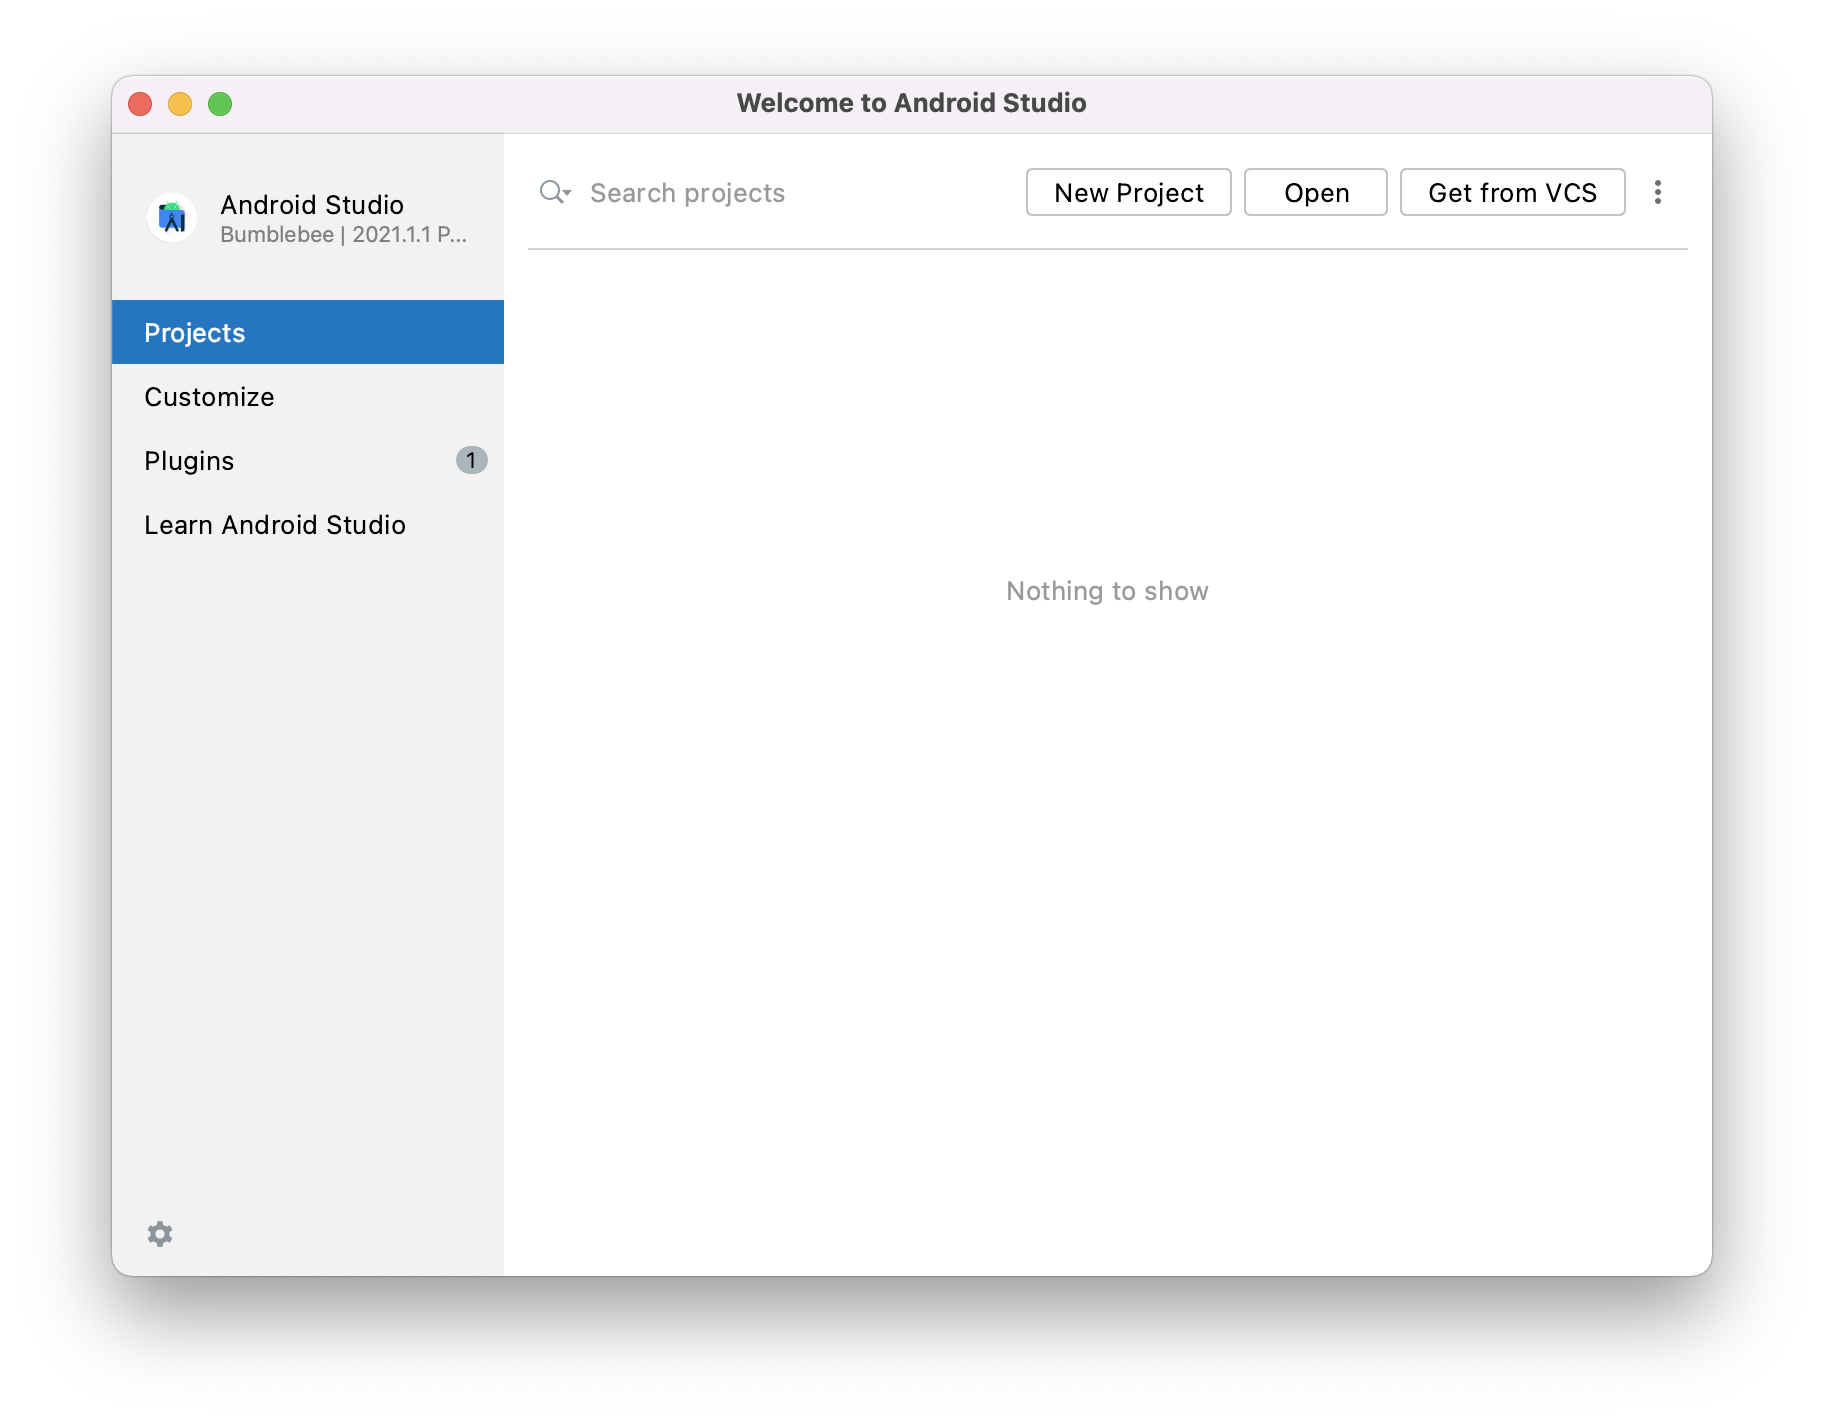 Welcome to Android Studio
Android Studio
Bumblebee | 2021.1.1 P...
Projects
Customize
Plugins 1
Learn Android Studio
Search projects New Project Open Get from VCS
Nothing to show